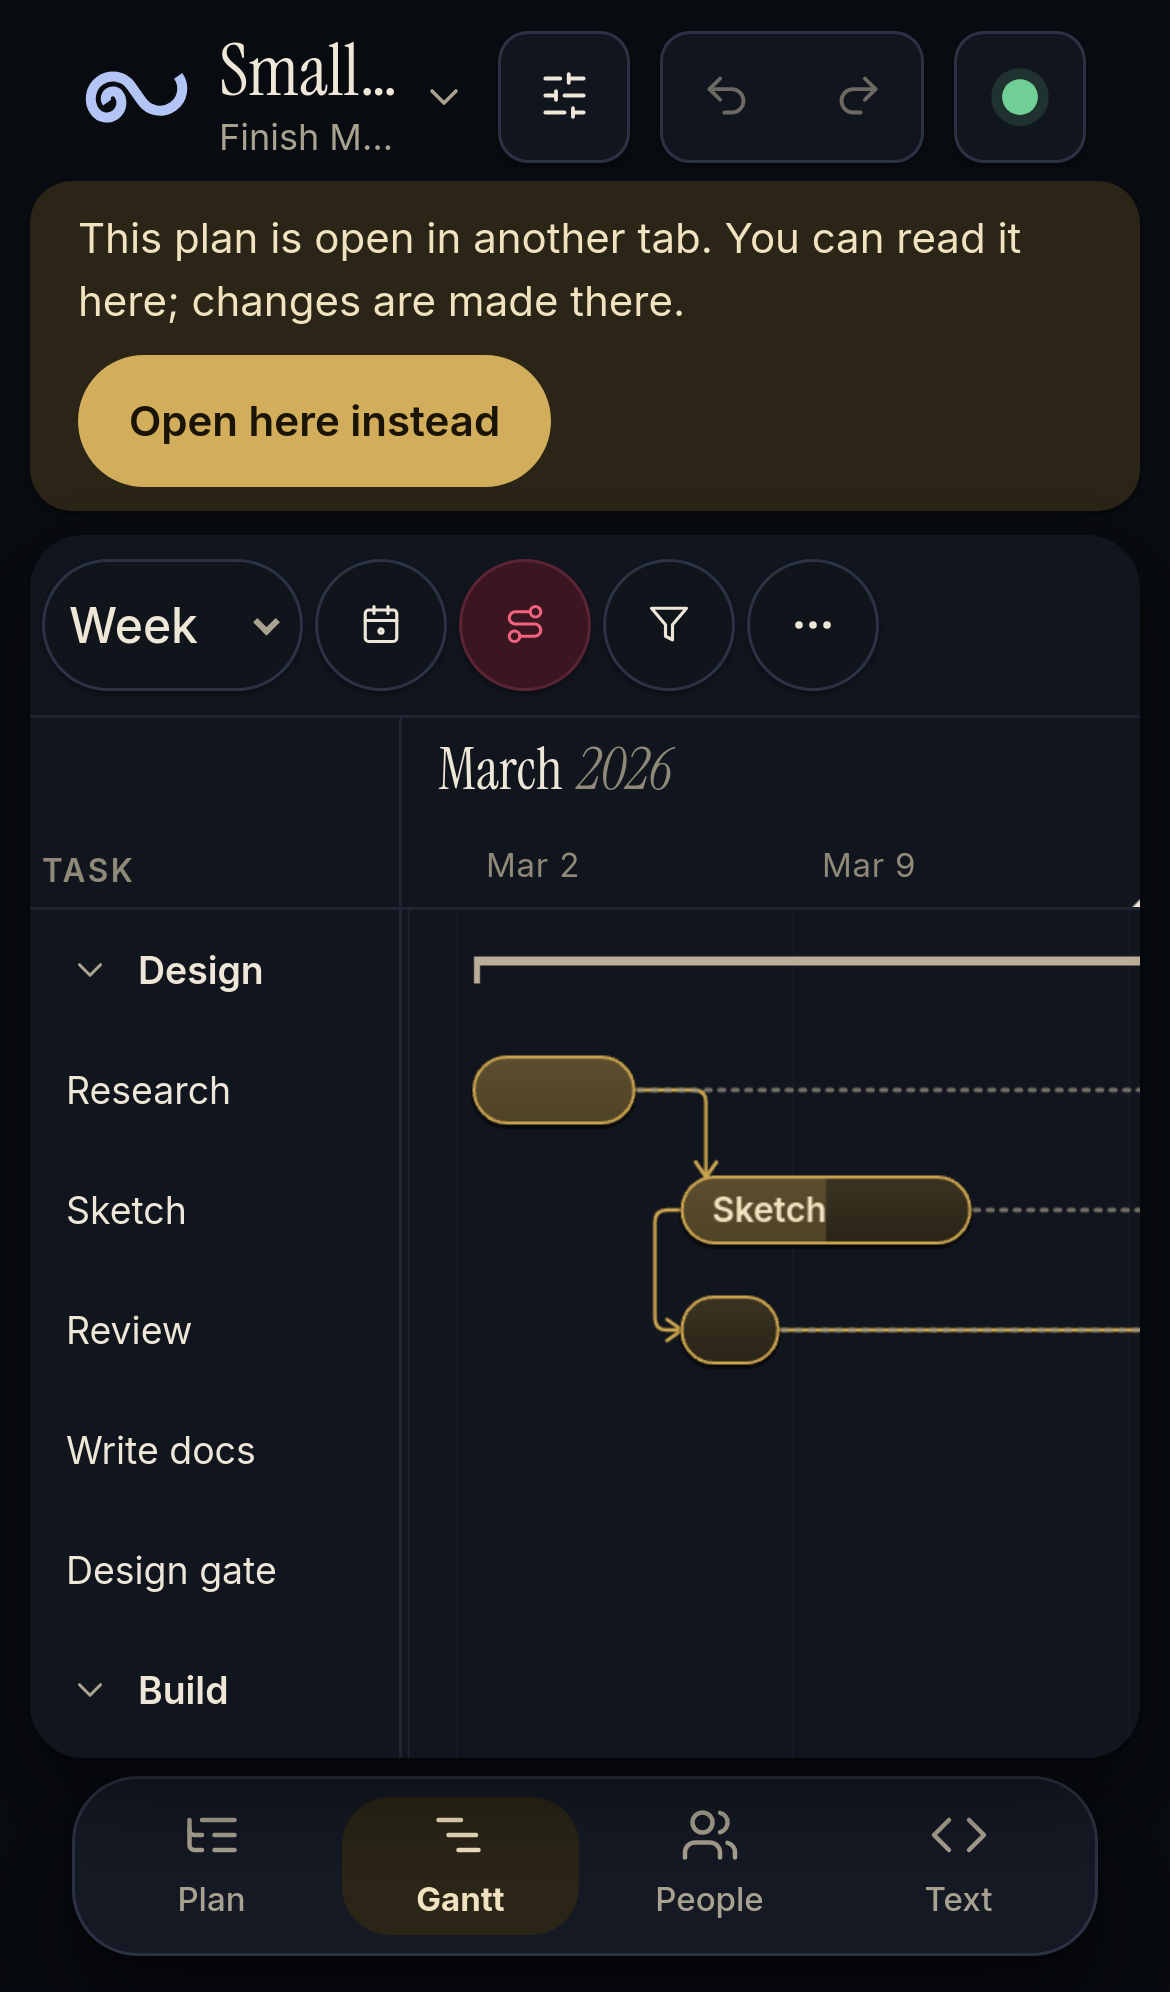 Small...
Finish M...
This plan is open in another tab. You can read it
here; changes are made there.
Open here instead
Week
March 2026
TASK
Mar 2
Mar 9
Design
Research
Sketch
Sketch
Review
Write docs
Design gate
Build
Plan
Gantt
People
Text